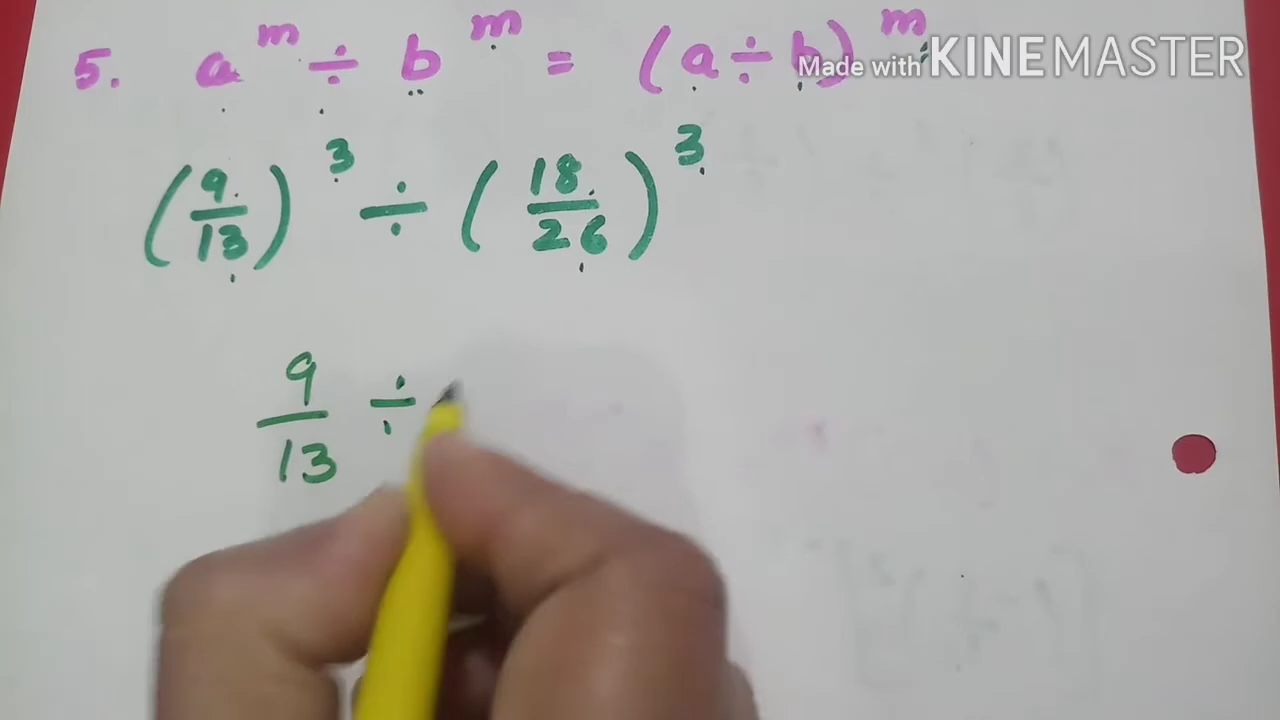 5. a^m ÷ b^m = (a ÷ b)^m
Made with KINEMASTER
(9/13)^3 ÷ (18/26)^3
9/13 ÷